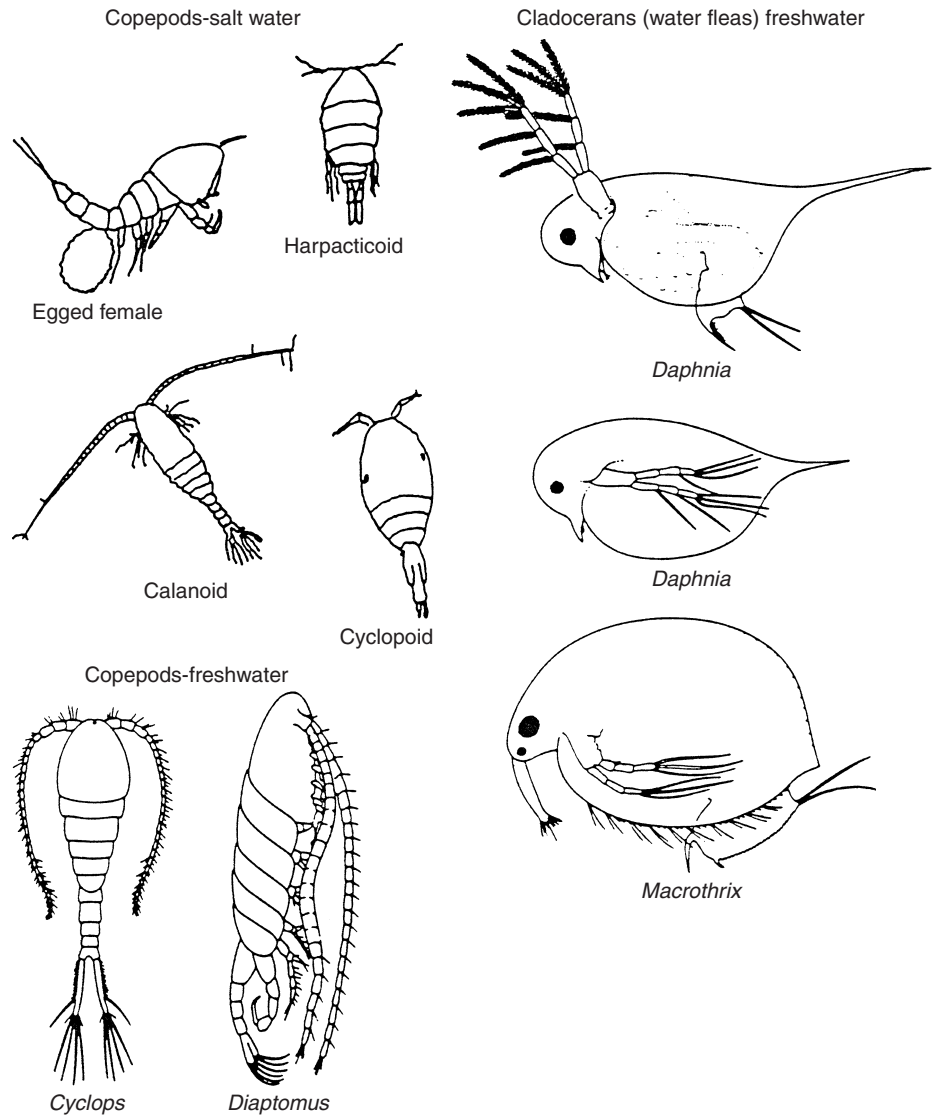 Copepods-salt water
Harpacticoid
Egged female
Calanoid
Cyclopoid
Copepods-freshwater
Cyclops
Diaptomus
Cladocerans (water fleas) freshwater
Daphnia
Daphnia
Macrothrix